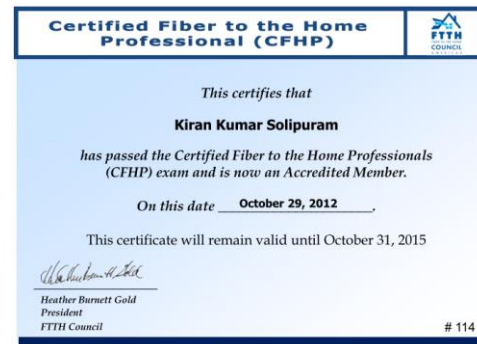 Certified Fiber to the Home
Professional (CFHP)
FTTH
COUNCIL
This certifies that
Kiran Kumar Solipuram
has passed the Certified Fiber to the Home Professionals
(CFHP) exam and is now an Accredited Member.
On this date October 29, 2012.
This certificate will remain valid until October 31, 2015
Heather Burnett Gold
President
FTTH Council
# 114